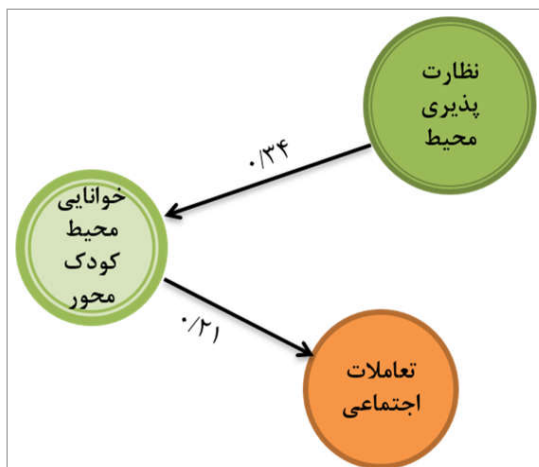 نظارت
پذیری
محیط
۰/۳۴
خوانایی
محیط
کودک
محور
۰/۲۱
تعاملات
اجتماعی